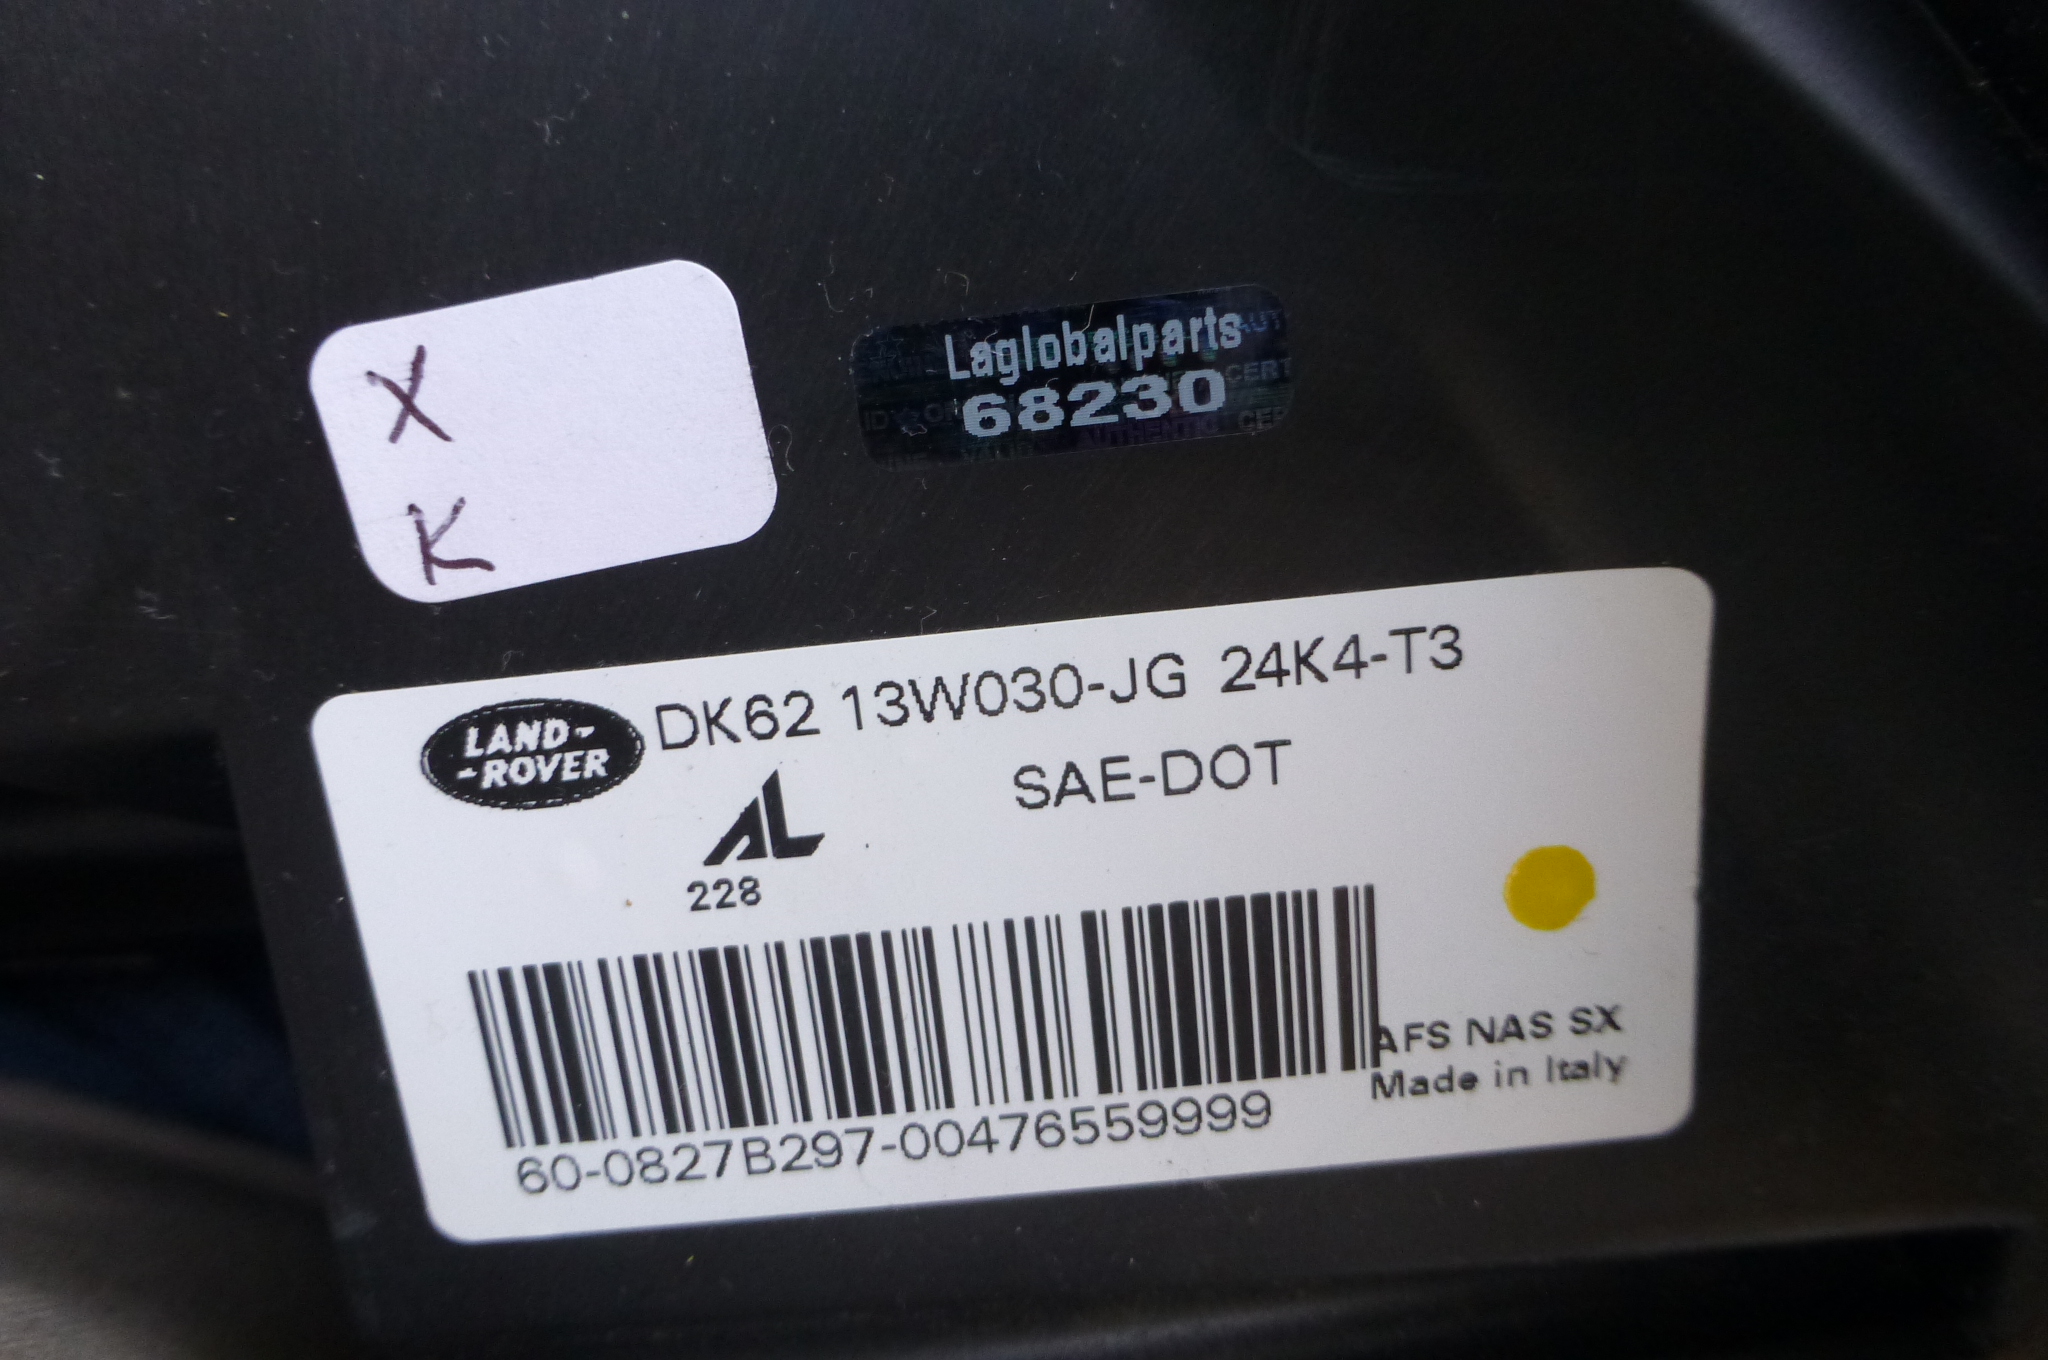 X
K
Laglobalparts
68230
LAND-
-ROVER
DK62 13W030-JG 24K4-T3
AL
SAE-DOT
228
AFS NAS SX
Made in Italy
60-0827B297-00476559999